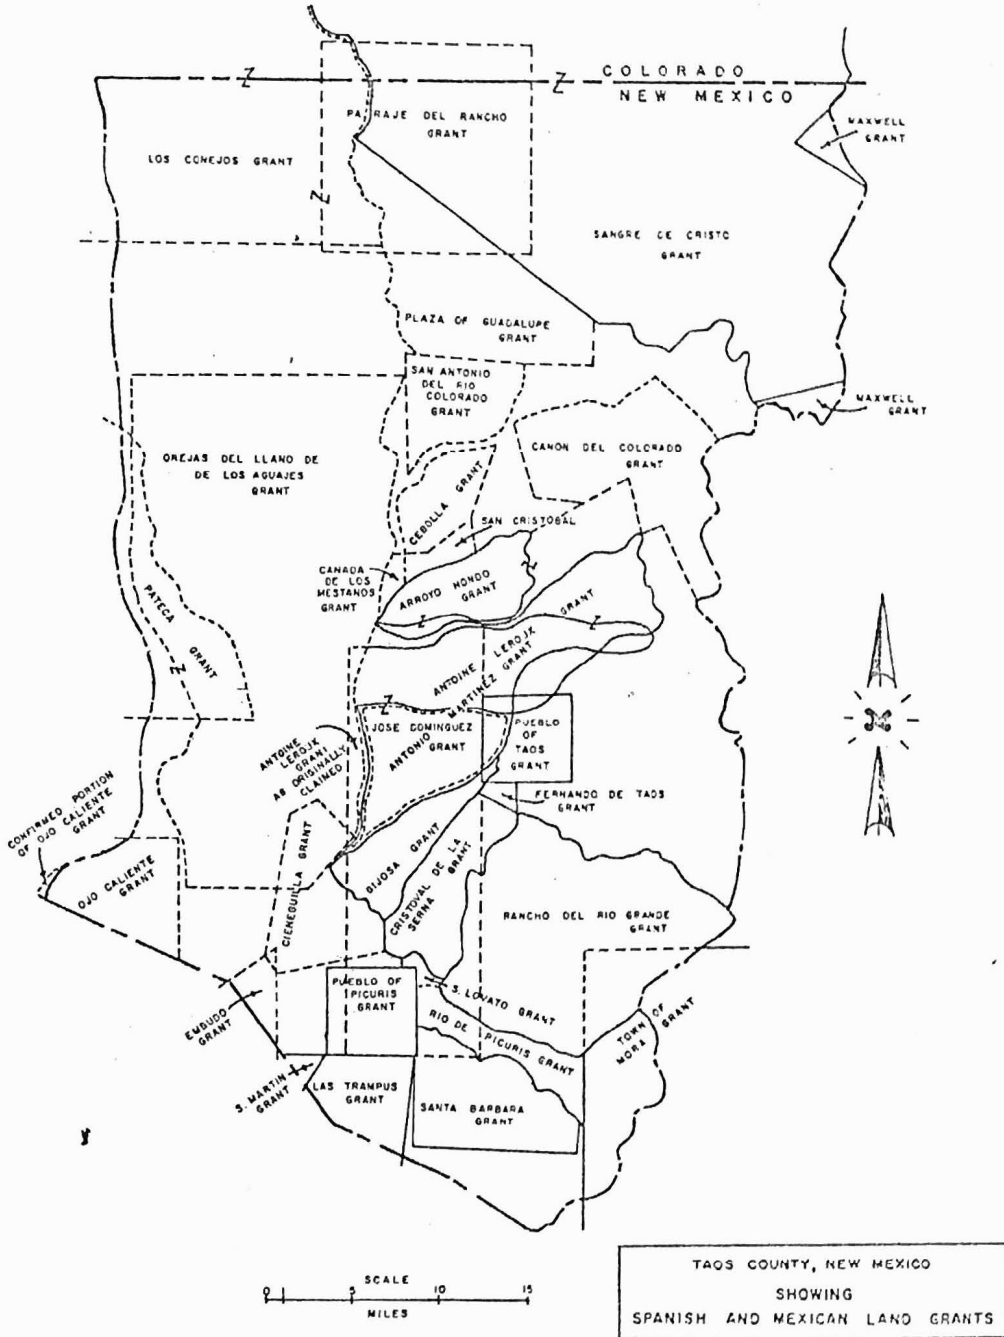 COLORADO
NEW MEXICO
PARAJE DEL RANCHO
GRANT
MAXWELL
GRANT
LOS CONEJOS GRANT
SANGRE DE CRISTO
GRANT
PLAZA OF GUADALUPE
GRANT
SAN ANTONIO
DEL RIO
COLORADO
GRANT
MAXWELL
GRANT
OREJAS DEL LLANO DE
DE LOS AGUAJES
GRANT
CANON DEL COLORADO
GRANT
CEBOLLA GRANT
SAN CRISTOBAL
CANADA
DE LOS
MESTANOS
GRANT
ARROYO HONDO
GRANT
PATECA
GRANT
ANTOINE LEROJX GRANT
ANTONIO MARTINEZ GRANT
JOSE DOMINGUEZ
GRANT
PUEBLO
OF
TAOS
GRANT
ANTOINE
LEROJX
GRANT
AS ORIGINALLY
CLAIMED
FERNANDO DE TAOS
GRANT
CONFIRMED PORTION
OF OJO CALIENTE
GRANT
OJO CALIENTE
GRANT
CIENEGUILLA GRANT
GIJOSA GRANT
CRISTOVAL DE LA
SERNA GRANT
RANCHO DEL RIO GRANDE
GRANT
PUEBLO OF
PICURIS
GRANT
S. LOVATO GRANT
RIO DE PICURIS GRANT
EMBUDO
GRANT
TOWN OF
MORA GRANT
S. MARTIN
GRANT
LAS TRAMPUS
GRANT
SANTA BARBARA
GRANT
SCALE
0 5 10 15
MILES
TAOS COUNTY, NEW MEXICO
SHOWING
SPANISH AND MEXICAN LAND GRANTS